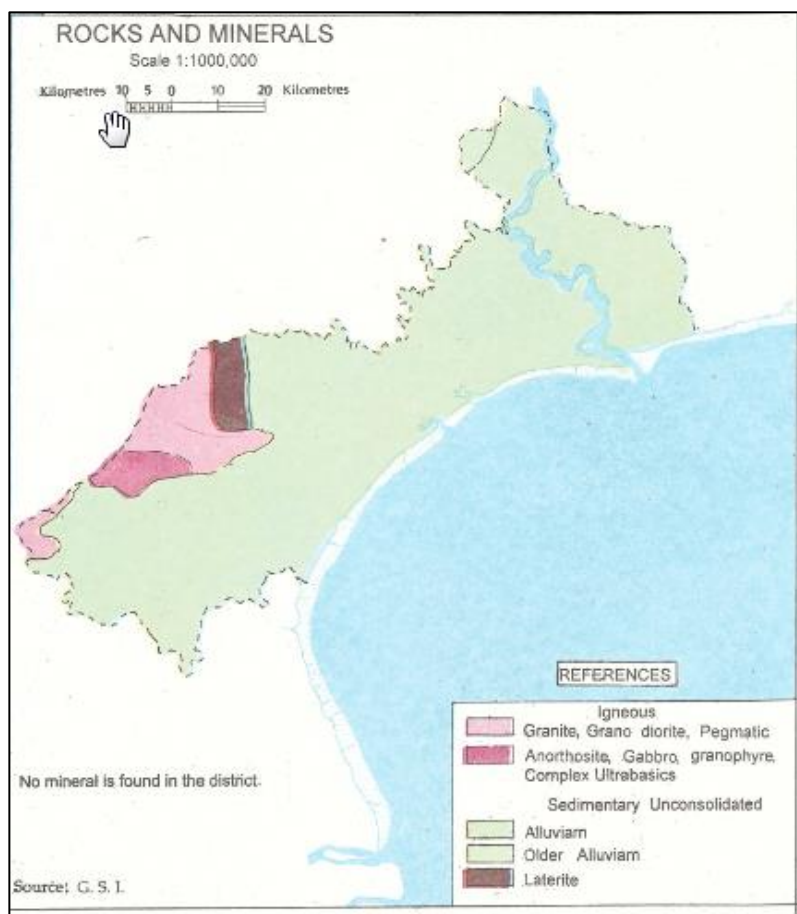 ROCKS AND MINERALS
Scale 1:1000,000
Kilometres 10 5 0 10 20 Kilometres
REFERENCES
Igneous
Granite, Grano diorite, Pegmatic
Anorthosite, Gabbro, granophyre,
Complex Ultrabasics
Sedimentary Unconsolidated
Alluviam
Older Alluviam
Laterite
No mineral is found in the district.
Source: G. S. I.